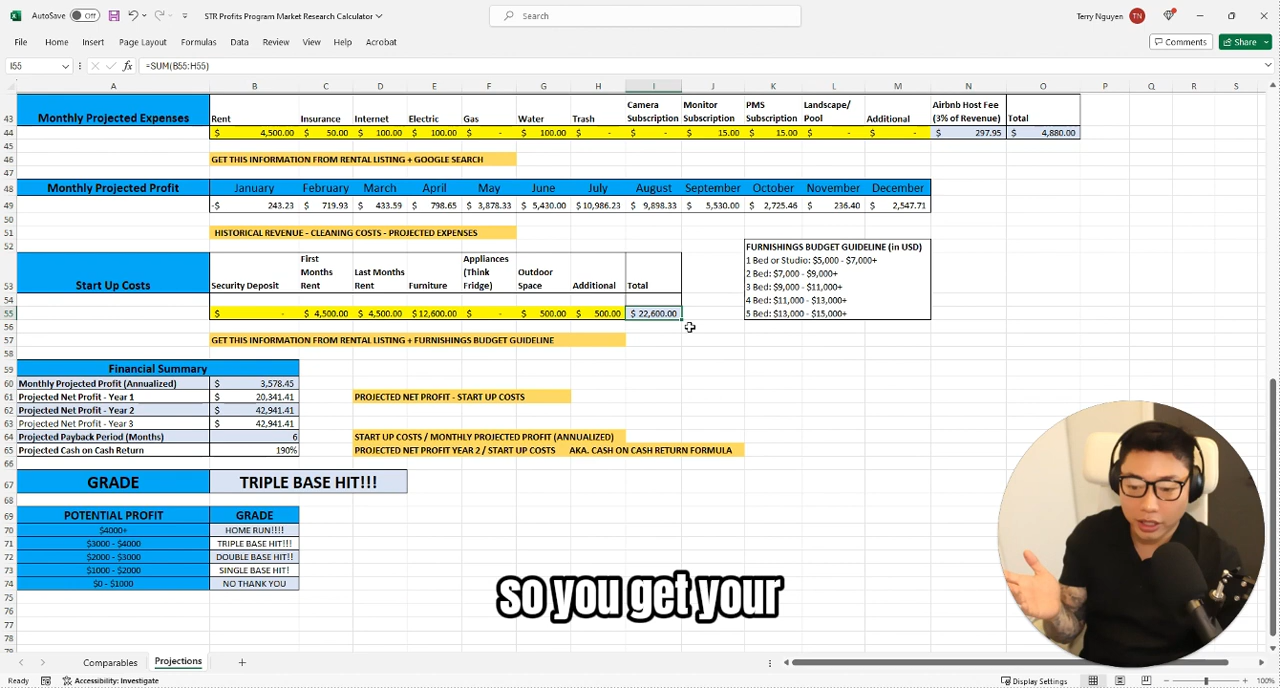 AutoSave Off
STR Profits Program Market Research Calculator
Search
Terry Nguyen TN
File Home Insert Draw Page Layout Formulas Data Review View Help Acrobat
Comments Share
I55 fx =SUM(B55:H55)
A B C D E F G H I J K L M N O P Q R S
43 Monthly Projected Expenses Rent Insurance Internet Electric Gas Water Trash Camera Subscription Monitor Subscription PMS Subscription Landscape/ Pool Additional Airbnb Host Fee (3% of Revenue) Total
44 $ 4,500.00 $ 50.00 $ 100.00 $ 100.00 $ - $ 100.00 $ - $ - $ 15.00 $ 15.00 $ - $ - $ 297.95 $ 4,880.00
45
46 GET THIS INFORMATION FROM RENTAL LISTING + GOOGLE SEARCH
47
48 Monthly Projected Profit January February March April May June July August September October November December
49 -$ 243.23 $ 719.93 $ 433.59 $ 798.65 $ 3,878.33 $ 5,430.00 $10,986.23 $ 9,898.33 $ 5,530.00 $ 2,725.46 $ 236.40 $ 2,547.71
50
51 HISTORICAL REVENUE - CLEANING COSTS - PROJECTED EXPENSES
52 FURNISHINGS BUDGET GUIDELINE (in USD)
1 Bed or Studio: $5,000 - $7,000+
2 Bed: $7,000 - $9,000+
53 Start Up Costs Security Deposit First Months Rent Last Months Rent Furniture Appliances (Think Fridge) Outdoor Space Additional Total 3 Bed: $9,000 - $11,000+
54 4 Bed: $11,000 - $13,000+
55 $ - $ 4,500.00 $ 4,500.00 $12,600.00 $ - $ 500.00 $ 500.00 $ 22,600.00 5 Bed: $13,000 - $15,000+
56
57 GET THIS INFORMATION FROM RENTAL LISTING + FURNISHINGS BUDGET GUIDELINE
58
59 Financial Summary
60 Monthly Projected Profit (Annualized) $ 3,578.45
61 Projected Net Profit - Year 1 $ 20,341.41 PROJECTED NET PROFIT - START UP COSTS
62 Projected Net Profit - Year 2 $ 42,941.41
63 Projected Net Profit - Year 3 $ 42,941.41
64 Projected Payback Period (Months) 6 START UP COSTS / MONTHLY PROJECTED PROFIT (ANNUALIZED)
65 Projected Cash on Cash Return 190% PROJECTED NET PROFIT YEAR 2 / START UP COSTS AKA. CASH ON CASH RETURN FORMULA
66
67 GRADE TRIPLE BASE HIT!!!
68
69 POTENTIAL PROFIT GRADE
70 $4000+ HOME RUN!!!!
71 $3000 - $4000 TRIPLE BASE HIT!!!
72 $2000 - $3000 DOUBLE BASE HIT!!
73 $1000 - $2000 SINGLE BASE HIT!
74 $0 - $1000 NO THANK YOU
75
76
77
78
so you get your
Comparables Projections
Ready Accessibility: Investigate Display Settings 100%